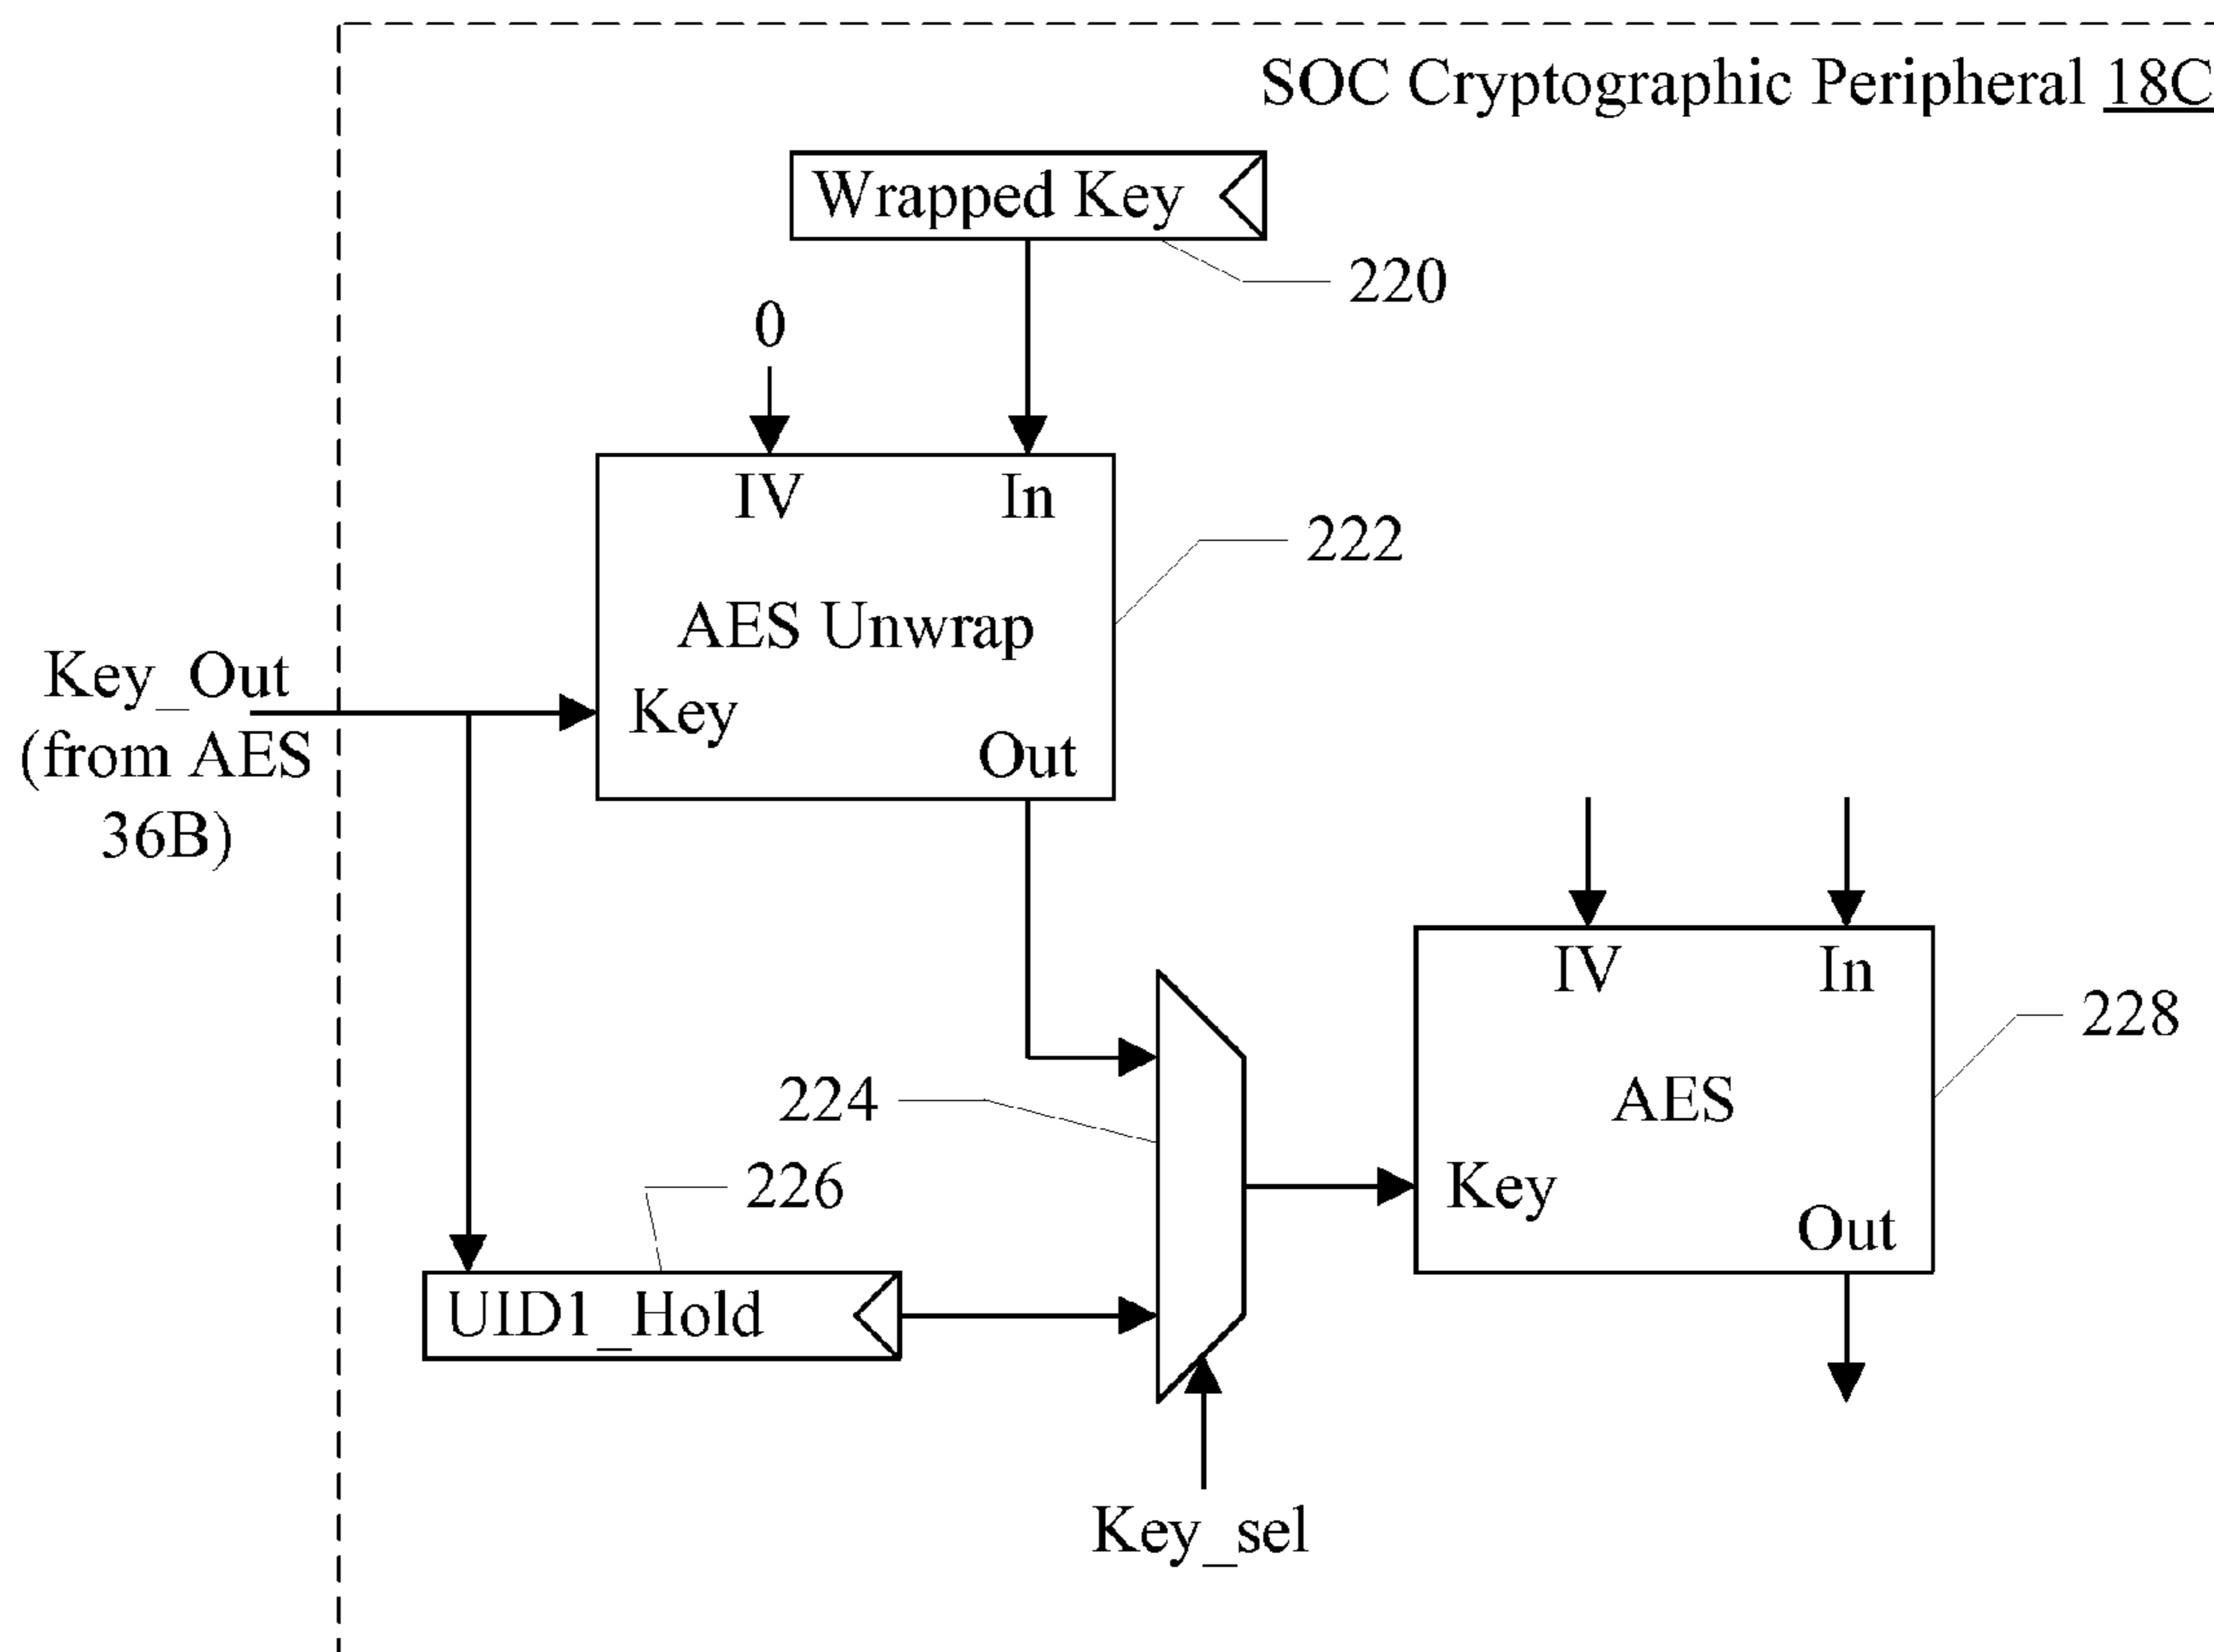 SOC Cryptographic Peripheral 18C
Wrapped Key
220
0
IV In
222
AES Unwrap
Key_Out
(from AES
36B)
Key
Out
IV In
228
224
AES
226
Key
Out
UID1_Hold
Key_sel